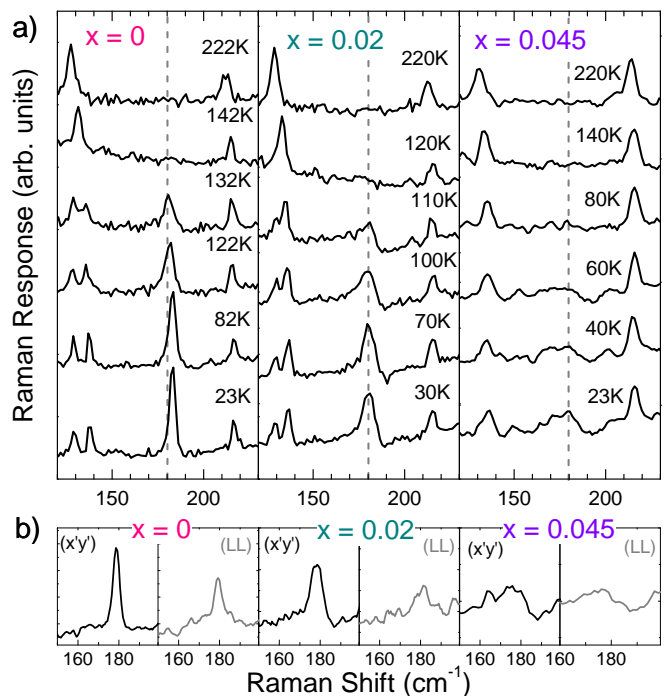 a)
x = 0
x = 0.02
x = 0.045
Raman Response (arb. units)
222K
142K
132K
122K
82K
23K
220K
120K
110K
100K
70K
30K
220K
140K
80K
60K
40K
23K
150 200 150 200 150 200
b)
x = 0
x = 0.02
x = 0.045
(x'y') (LL) (x'y') (LL) (x'y') (LL)
160 180 160 180 160 180 160 180 160 180 160 180
Raman Shift (cm⁻¹)